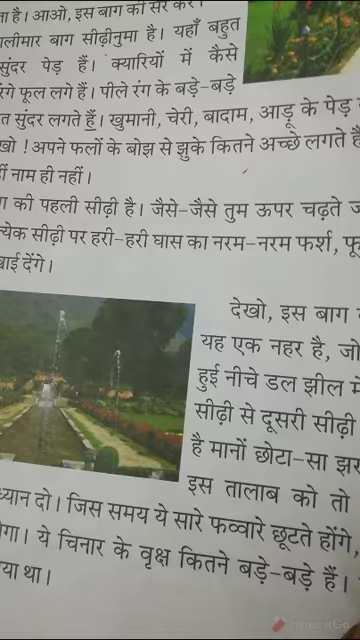 है। आओ, इस बाग की सैर करें।
शालीमार बाग सीढ़ीनुमा है। यहाँ बहुत
सुंदर पेड़ हैं। क्यारियों में कैसे
फूल लगे हैं। पीले रंग के बड़े-बड़े
सुंदर लगते हैं। खुमानी, चेरी, बादाम, आड़ू के पेड़
! अपने फलों के बोझ से झुके कितने अच्छे लगते
नाम ही नहीं।
की पहली सीढ़ी है। जैसे-जैसे तुम ऊपर चढ़ते
सीढ़ी पर हरी-हरी घास का नरम-नरम फर्श,
देंगे।
देखो, इस बाग
यह एक नहर है, जो
हुई नीचे डल झील
सीढ़ी से दूसरी सीढ़ी
है मानों छोटा-सा
इस तालाब को तो
दो। जिस समय ये सारे फव्वारे छूटते होंगे,
ये चिनार के वृक्ष कितने बड़े-बड़े हैं।
था।